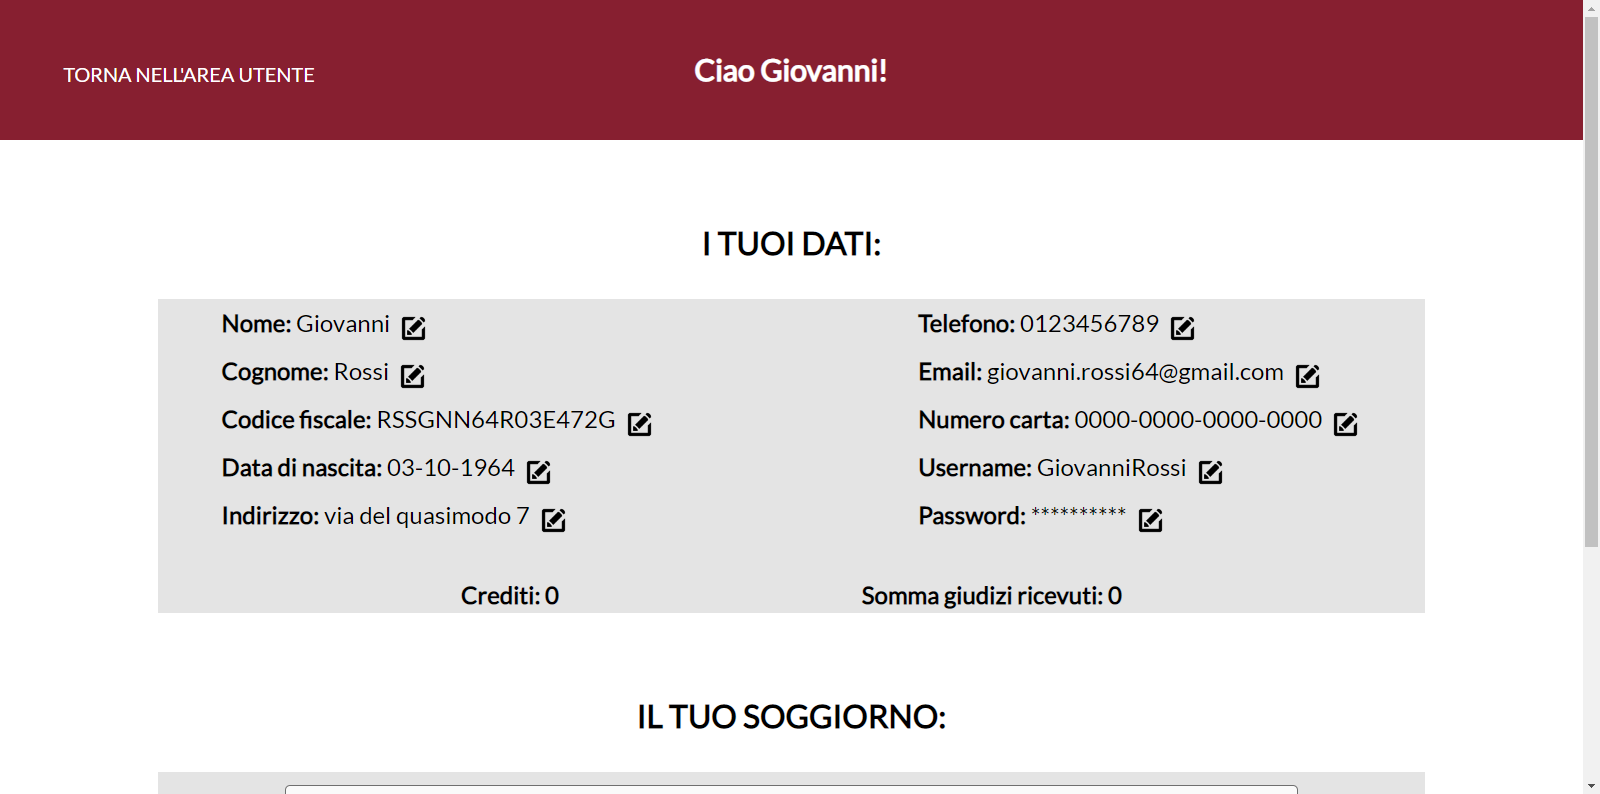 TORNA NELL'AREA UTENTE
Ciao Giovanni!
I TUOI DATI:
Nome: Giovanni
Cognome: Rossi
Codice fiscale: RSSGNN64R03E472G
Data di nascita: 03-10-1964
Indirizzo: via del quasimodo 7
Telefono: 0123456789
Email: giovanni.rossi64@gmail.com
Numero carta: 0000-0000-0000-0000
Username: GiovanniRossi
Password: **********
Crediti: 0
Somma giudizi ricevuti: 0
IL TUO SOGGIORNO: